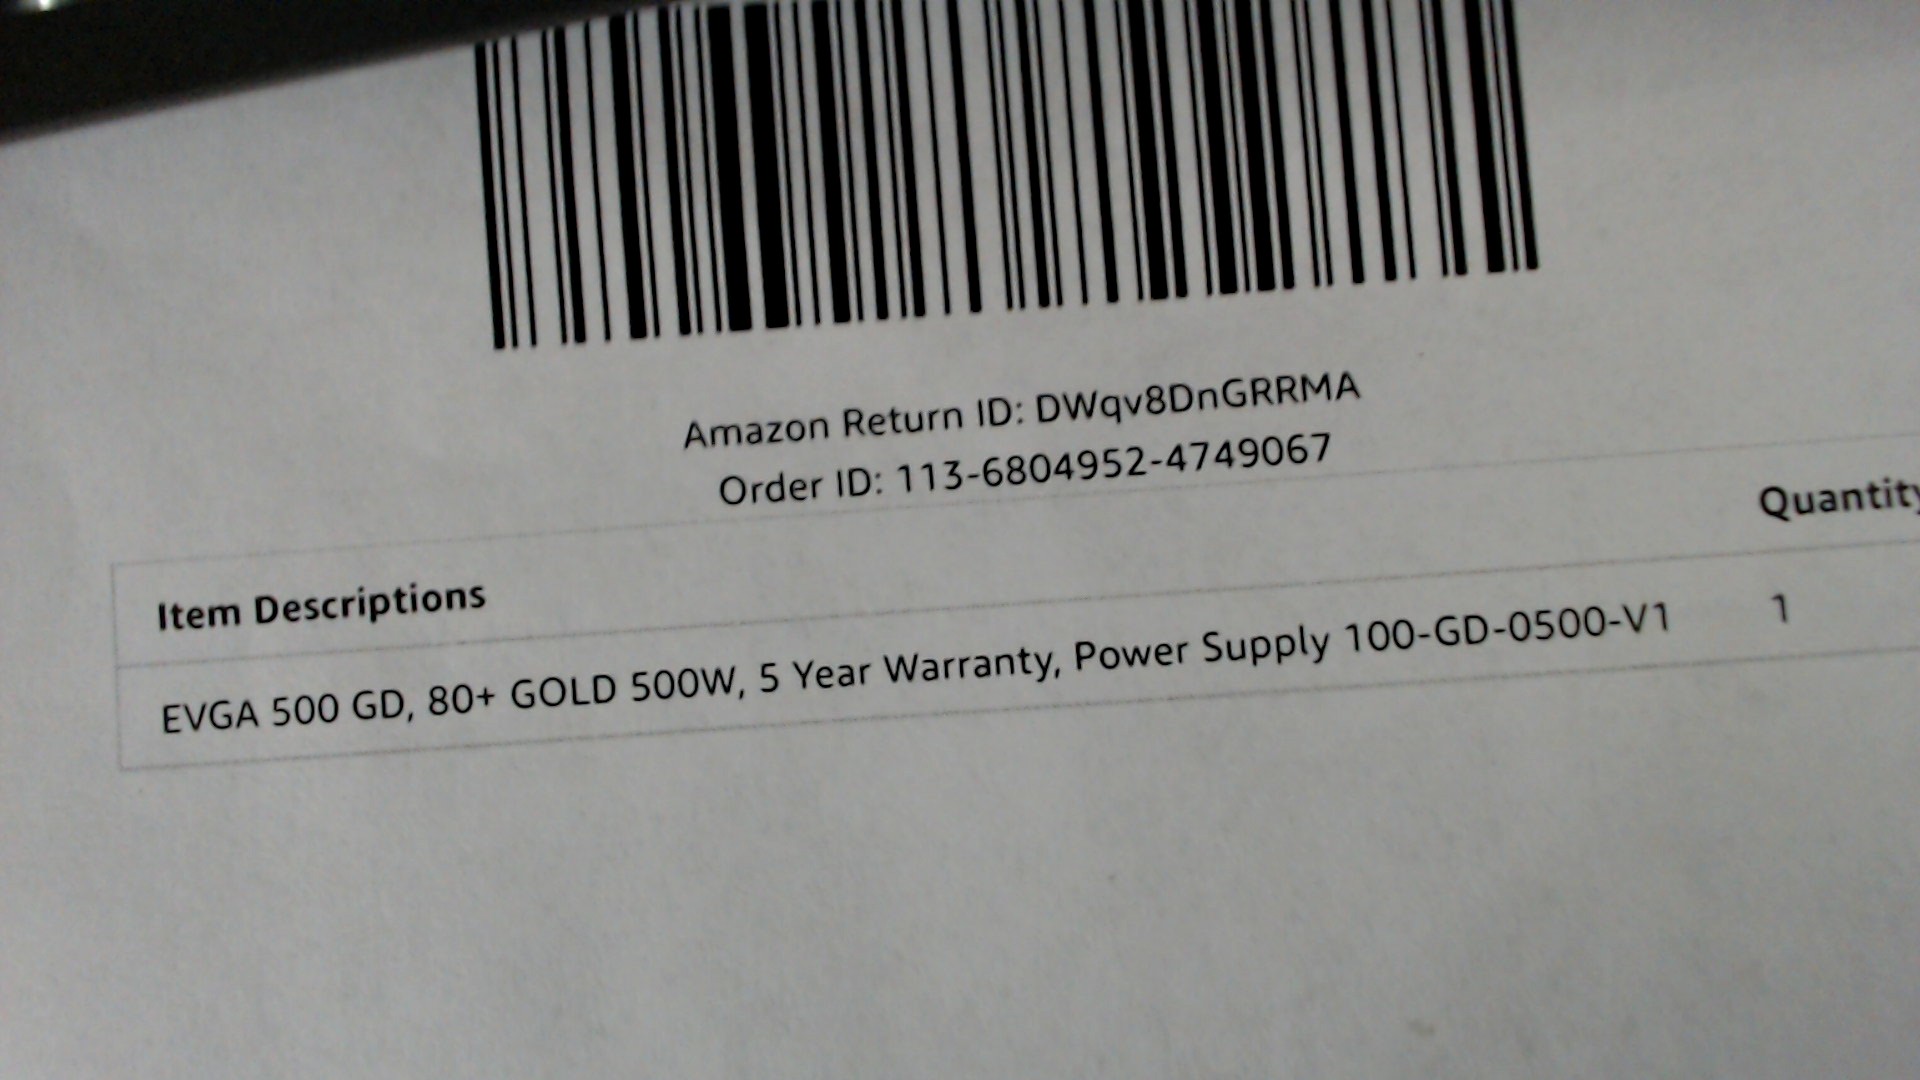 Amazon Return ID: DWqv8DnGRRMA
Order ID: 113-6804952-4749067
Item Descriptions Quantity
EVGA 500 GD, 80+ GOLD 500W, 5 Year Warranty, Power Supply 100-GD-0500-V1 1